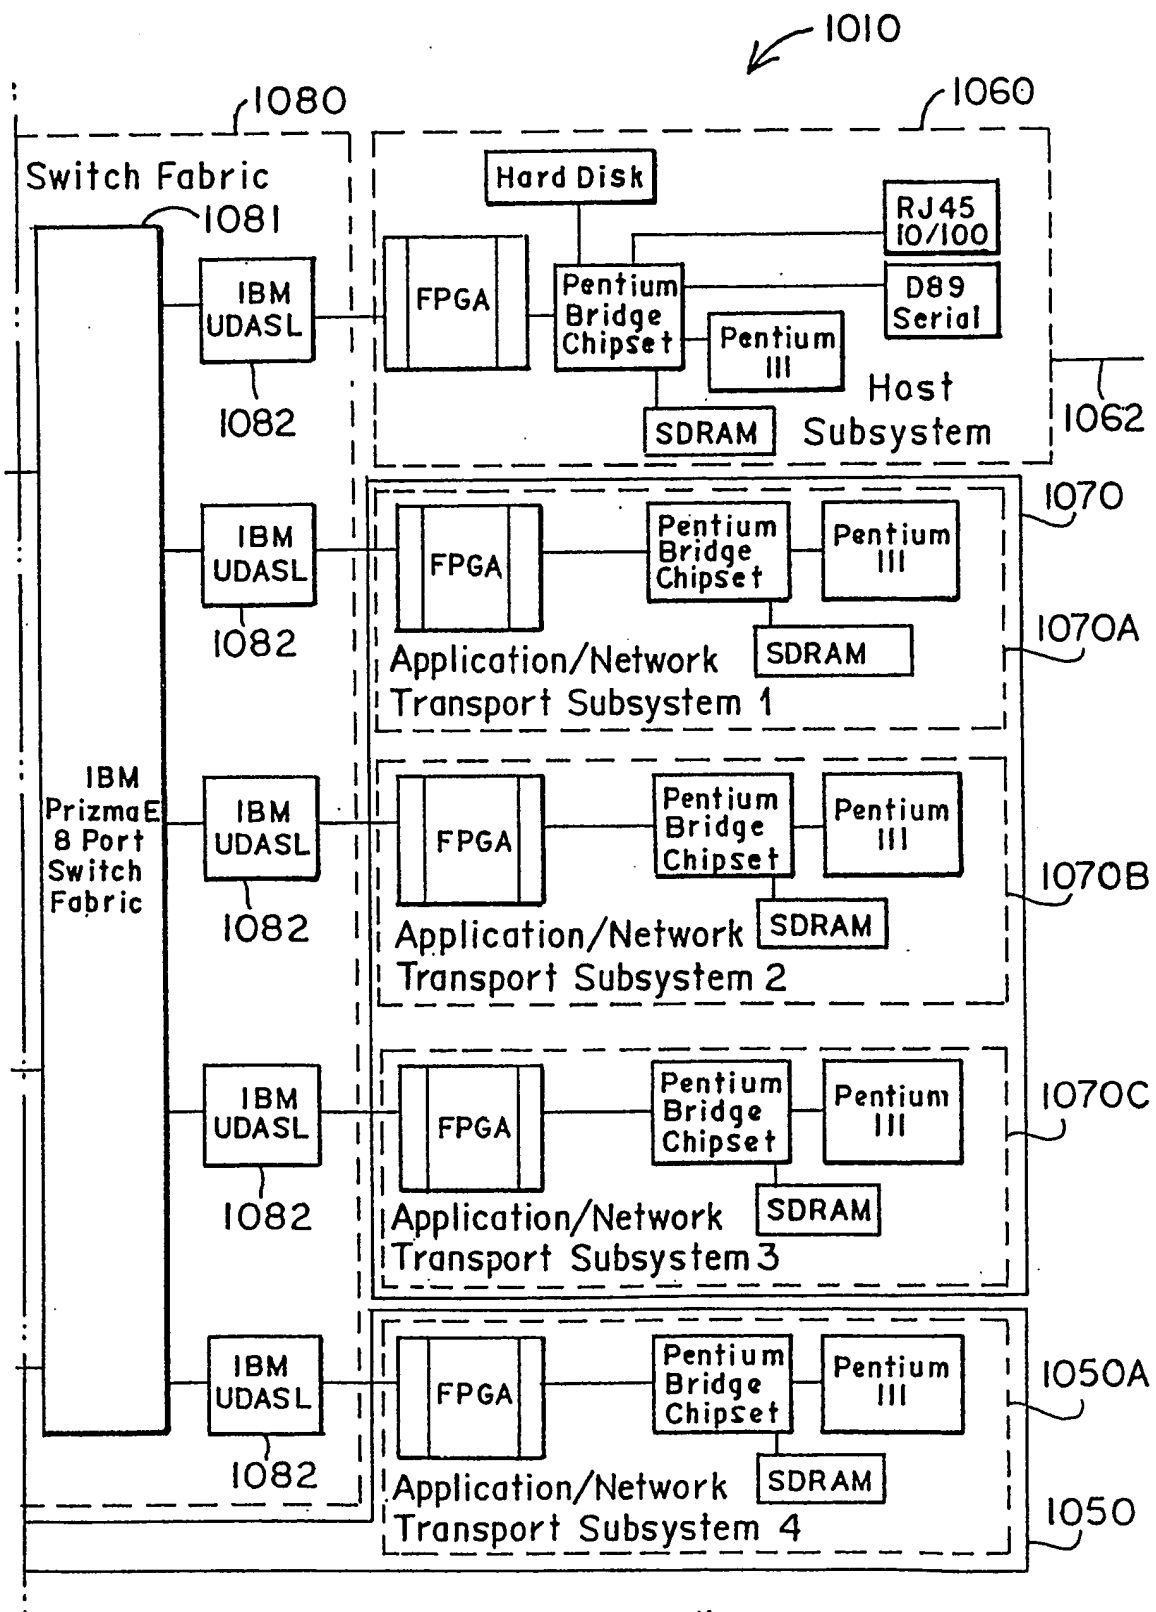 1010
1080
1060
Switch Fabric
1081
Hard Disk
RJ45
10/100
IBM
UDASL
FPGA
Pentium
Bridge
Chipset
D89
Serial
Pentium
III
1082
Host
Subsystem
SDRAM
1062
1070
IBM
UDASL
FPGA
Pentium
Bridge
Chipset
Pentium
III
1082
1070A
SDRAM
Application/Network
Transport Subsystem 1
IBM
PrizmaE
8 Port
Switch
Fabric
IBM
UDASL
FPGA
Pentium
Bridge
Chipset
Pentium
III
1070B
1082
SDRAM
Application/Network
Transport Subsystem 2
IBM
UDASL
FPGA
Pentium
Bridge
Chipset
Pentium
III
1070C
1082
SDRAM
Application/Network
Transport Subsystem 3
IBM
UDASL
FPGA
Pentium
Bridge
Chipset
Pentium
III
1050A
1082
SDRAM
Application/Network
Transport Subsystem 4
1050